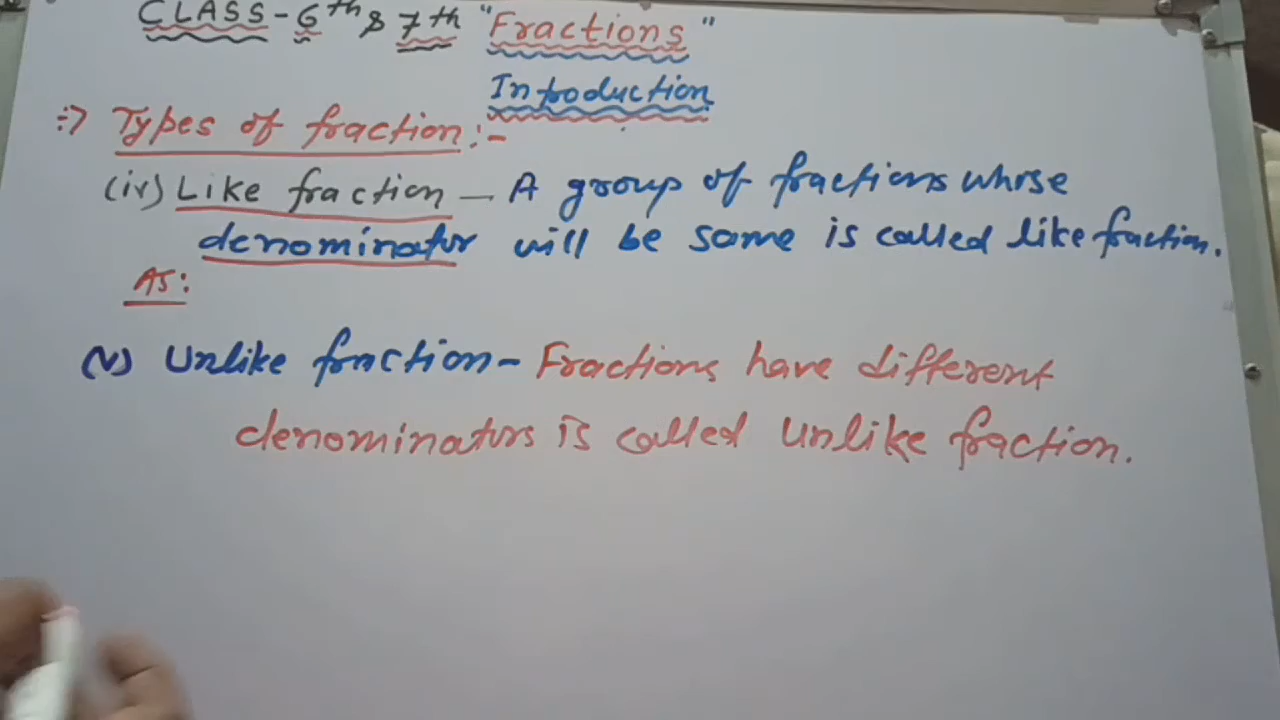 CLASS-6th & 7th "Fractions"
Introduction
:-) Types of fraction:-
(iv) Like fraction - A group of fractions whose
denominator will be same is called like fraction.
As:
(v) Unlike fraction - Fractions have different
denominators is called unlike fraction.